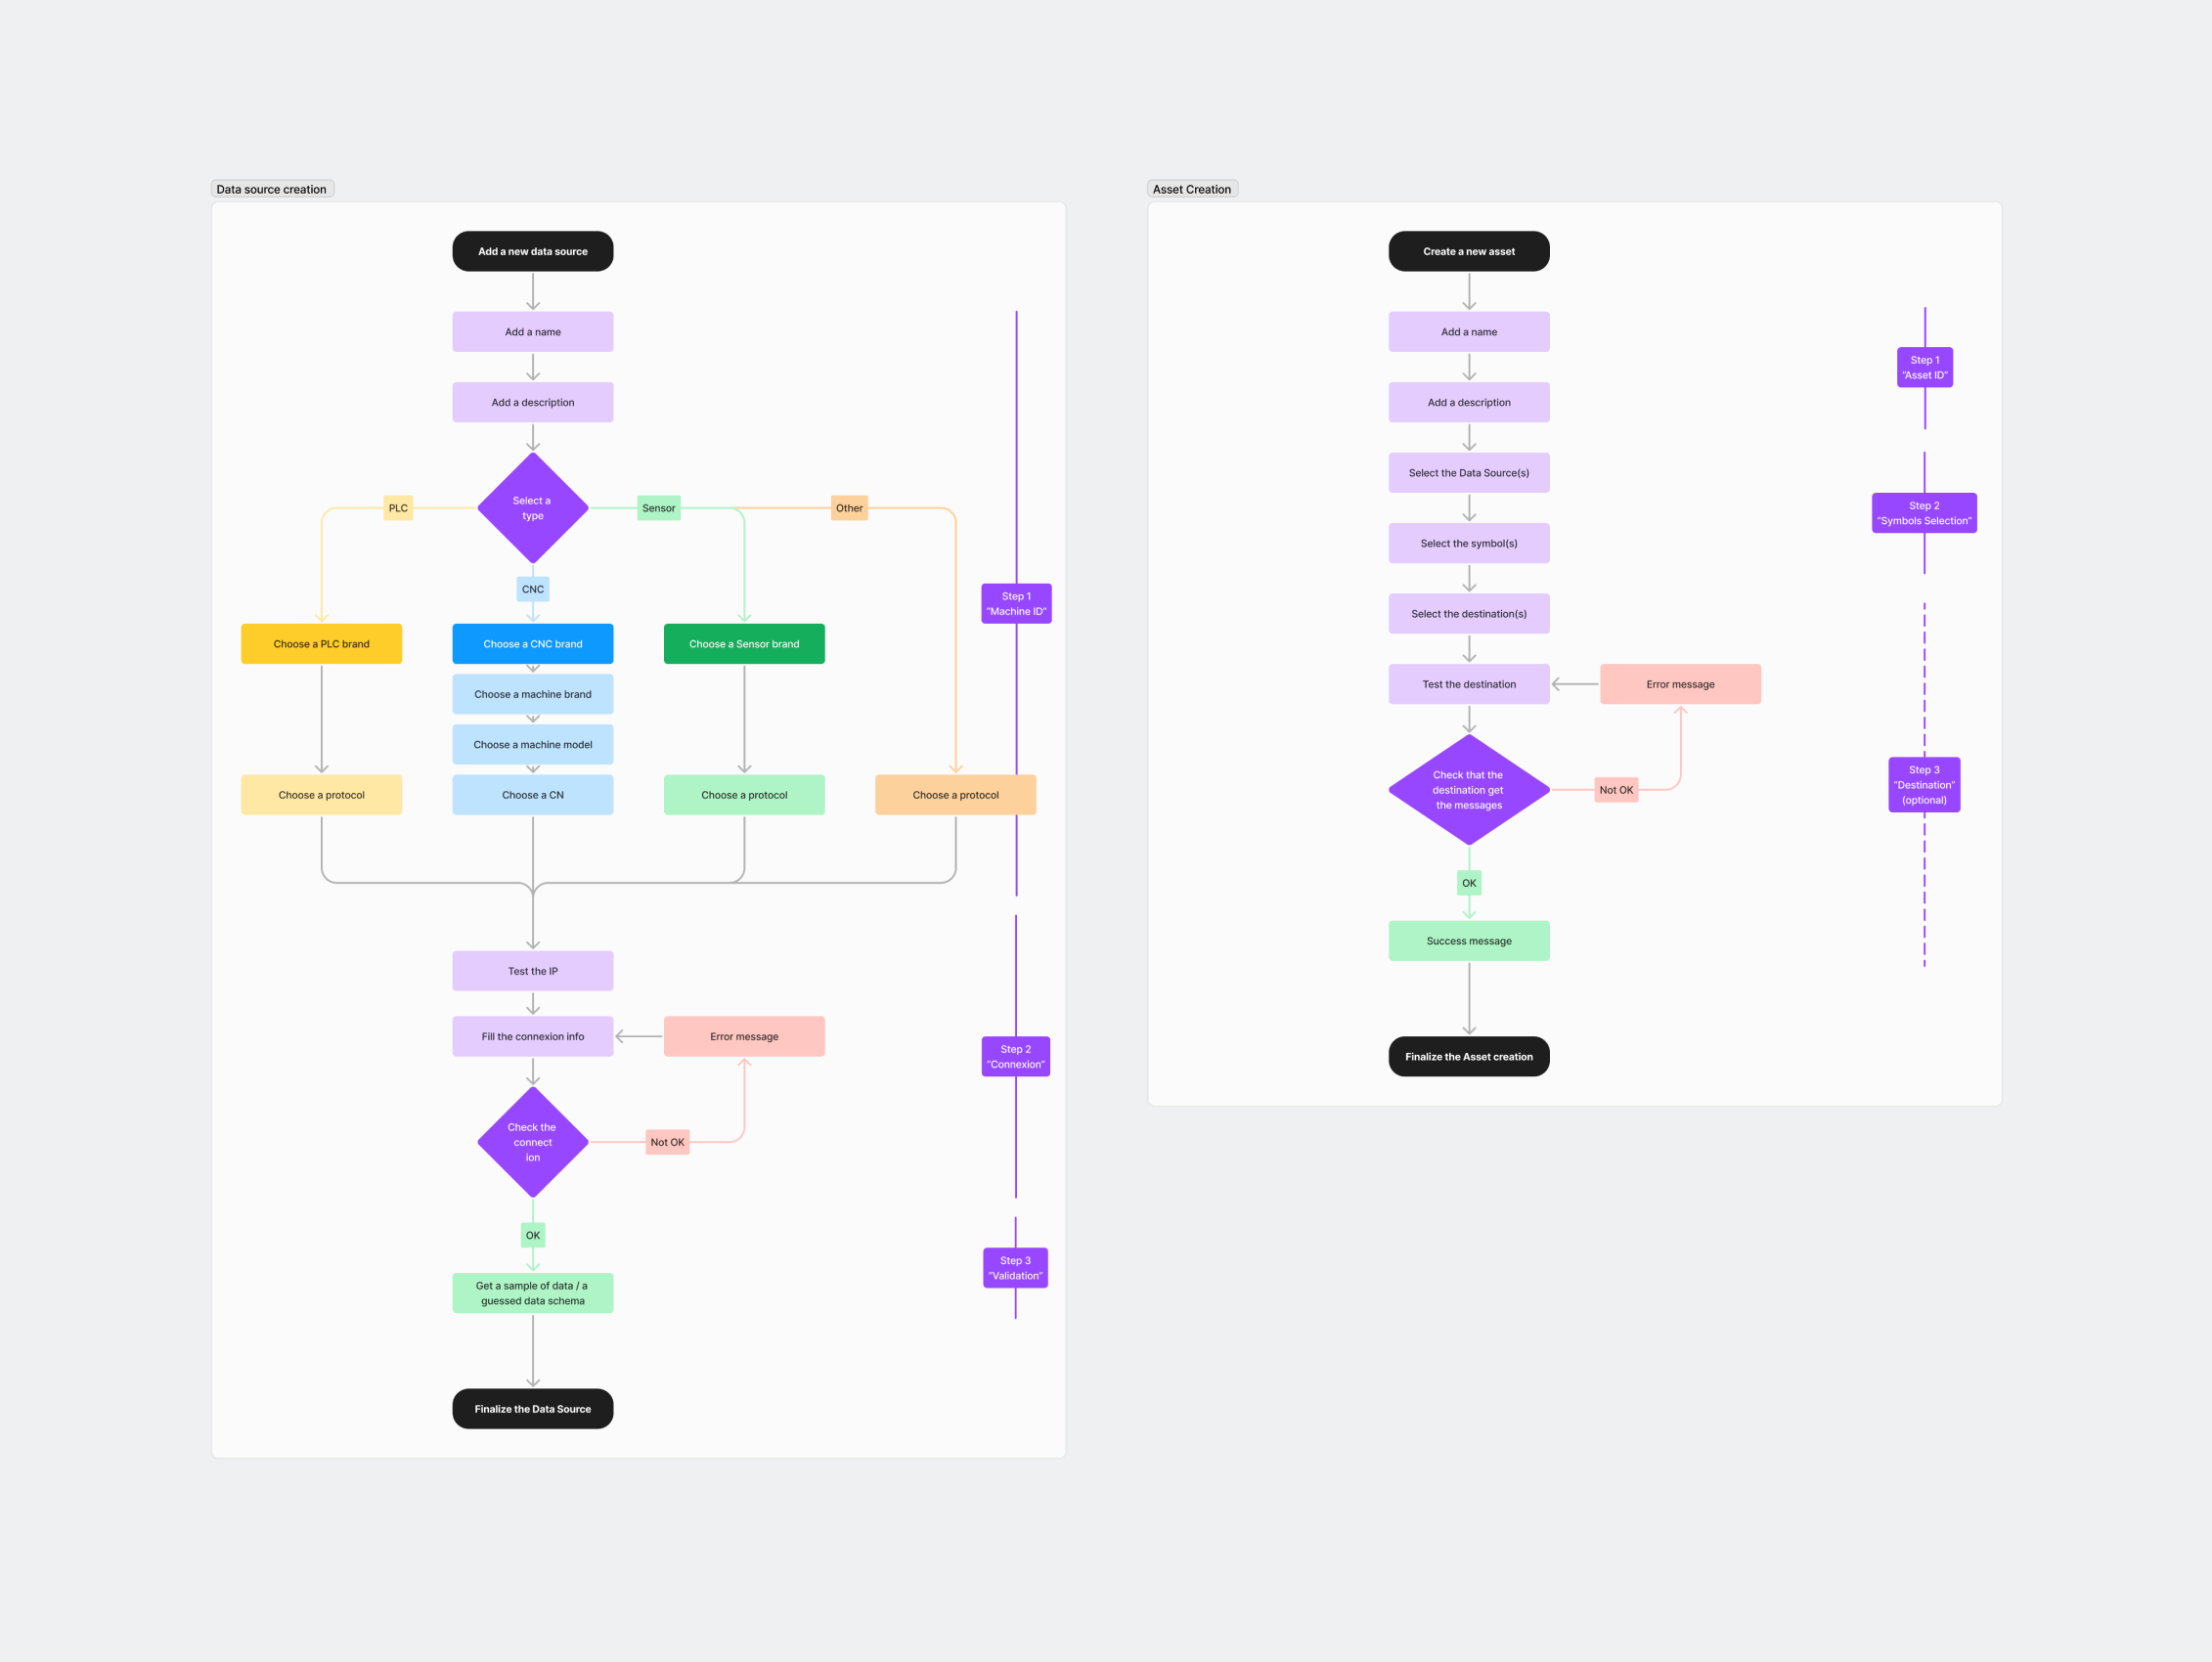 Data source creation
Add a new data source
Add a name
Add a description
Select a
type
PLC
Sensor
Other
CNC
Choose a PLC brand
Choose a CNC brand
Choose a Sensor brand
Choose a machine brand
Choose a machine model
Choose a protocol
Choose a CN
Choose a protocol
Choose a protocol
Step 1
"Machine ID"
Test the IP
Fill the connexion info
Error message
Check the
connect
ion
Not OK
OK
Step 2
"Connexion"
Get a sample of data / a
guessed data schema
Step 3
"Validation"
Finalize the Data Source
Asset Creation
Create a new asset
Add a name
Add a description
Step 1
"Asset ID"
Select the Data Source(s)
Select the symbol(s)
Step 2
"Symbols Selection"
Select the destination(s)
Test the destination
Error message
Check that the
destination get
the messages
Not OK
OK
Step 3
"Destination"
(optional)
Success message
Finalize the Asset creation